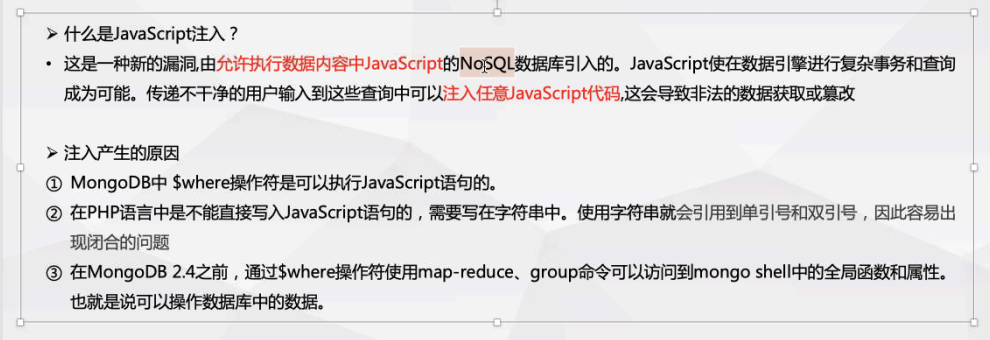 ➢ 什么是JavaScript注入？
• 这是一种新的漏洞,由允许执行数据内容中JavaScript的NoSQL数据库引入的。JavaScript使在数据引擎进行复杂事务和查询
成为可能。传递不干净的用户输入到这些查询中可以注入任意JavaScript代码,这会导致非法的数据获取或篡改
➢ 注入产生的原因
① MongoDB中 $where操作符是可以执行JavaScript语句的。
② 在PHP语言中是不能直接写入JavaScript语句的，需要写在字符串中。使用字符串就会引用到单引号和双引号，因此容易出
现闭合的问题
③ 在MongoDB 2.4之前，通过$where操作符使用map-reduce、group命令可以访问到mongo shell中的全局函数和属性。
也就是说可以操作数据库中的数据。